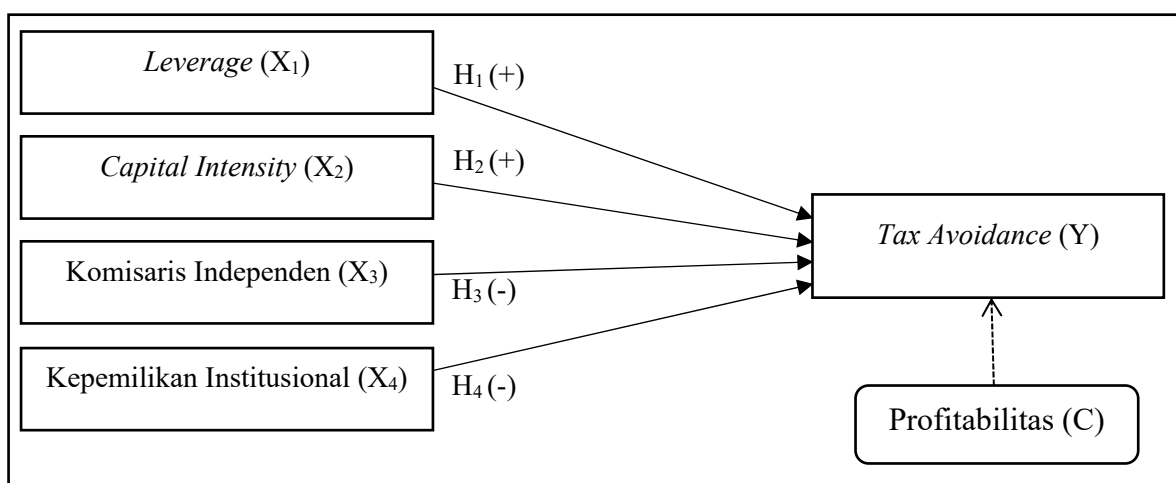 Leverage (X₁)
H₁ (+)
Capital Intensity (X₂)
H₂ (+)
Tax Avoidance (Y)
Komisaris Independen (X₃)
H₃ (-)
Kepemilikan Institusional (X₄)
H₄ (-)
Profitabilitas (C)